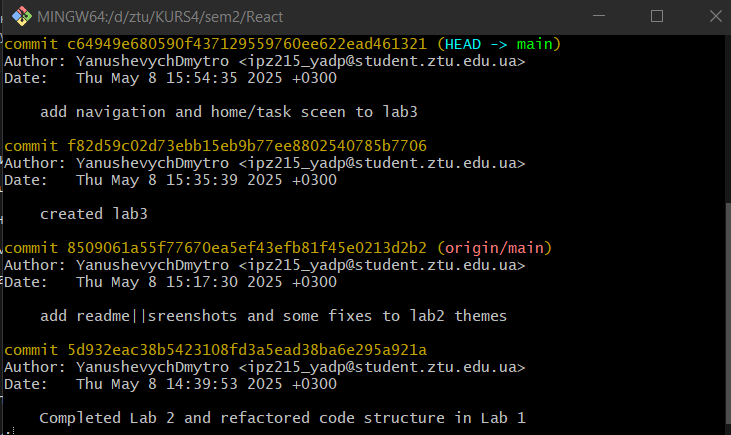 MINGW64:/d/ztu/KURS4/sem2/React
commit c64949e680590f437129559760ee622ead461321 (HEAD -> main)
Author: YanushevychDmytro <ipz215_yadp@student.ztu.edu.ua>
Date:   Thu May 8 15:54:35 2025 +0300
add navigation and home/task sceen to lab3
commit f82d59c02d73ebb15eb9b77ee8802540785b7706
Author: YanushevychDmytro <ipz215_yadp@student.ztu.edu.ua>
Date:   Thu May 8 15:35:39 2025 +0300
created lab3
commit 8509061a55f77670ea5ef43efb81f45e0213d2b2 (origin/main)
Author: YanushevychDmytro <ipz215_yadp@student.ztu.edu.ua>
Date:   Thu May 8 15:17:30 2025 +0300
add readme||sreenshots and some fixes to lab2 themes
commit 5d932eac38b5423108fd3a5ead38ba6e295a921a
Author: YanushevychDmytro <ipz215_yadp@student.ztu.edu.ua>
Date:   Thu May 8 14:39:53 2025 +0300
Completed Lab 2 and refactored code structure in Lab 1
: